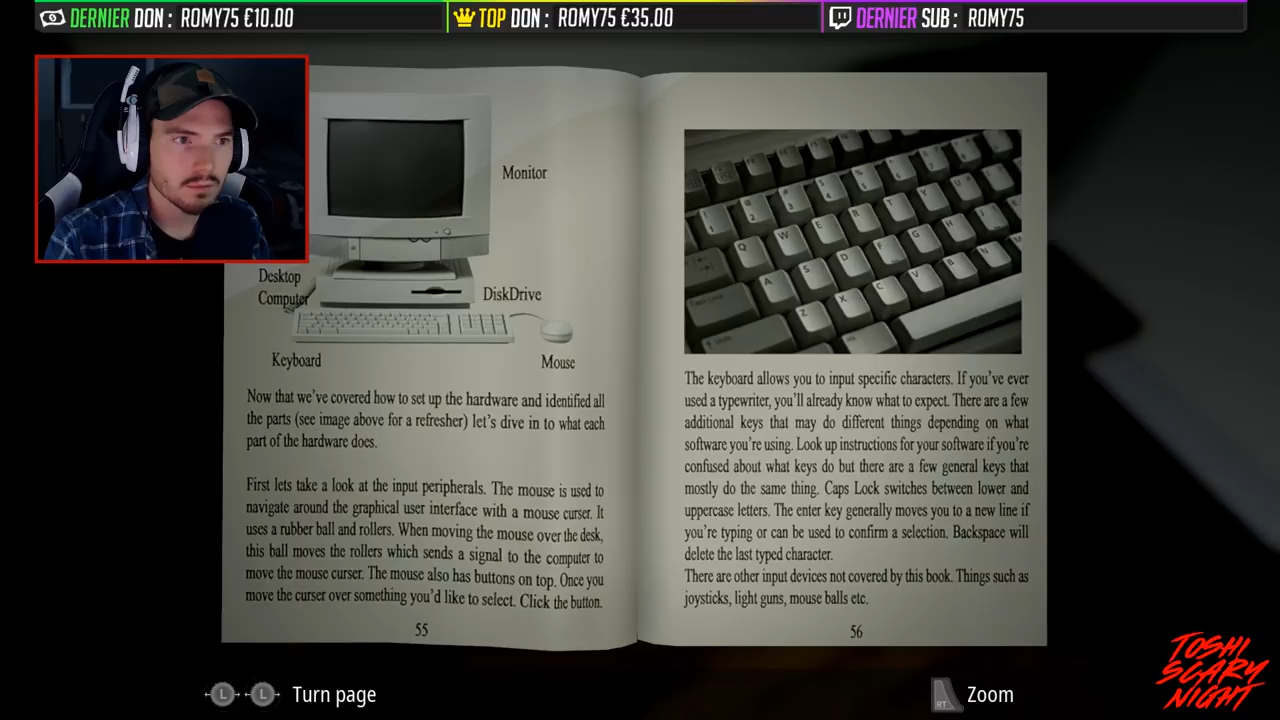 DERNIER DON : ROMY75 €10.00
TOP DON : ROMY75 €35.00
DERNIER SUB : ROMY75
Monitor
Desktop
Computer
DiskDrive
Keyboard
Mouse
Now that we've covered how to set up the hardware and identified all
the parts (see image above for a refresher) let's dive in to what each
part of the hardware does.
First lets take a look at the input peripherals. The mouse is used to
navigate around the graphical user interface with a mouse curser. It
uses a rubber ball and rollers. When moving the mouse over the desk,
this ball moves the rollers which sends a signal to the computer to
move the mouse curser. The mouse also has buttons on top. Once you
move the curser over something you'd like to select. Click the button.
55
1 2 3 4 5
Q W E R T Y U
A S D F G H J
Caps Lock
Z X C V B N M
The keyboard allows you to input specific characters. If you've ever
used a typewriter, you'll already know what to expect. There are a few
additional keys that may do different things depending on what
software you're using. Look up instructions for your software if you're
confused about what keys do but there are a few general keys that
mostly do the same thing. Caps Lock switches between lower and
uppercase letters. The enter key generally moves you to a new line if
you're typing or can be used to confirm a selection. Backspace will
delete the last typed character.
There are other input devices not covered by this book. Things such as
joysticks, light guns, mouse balls etc.
56
L L Turn page
RT Zoom
TOSHI
SCARY
NIGHT